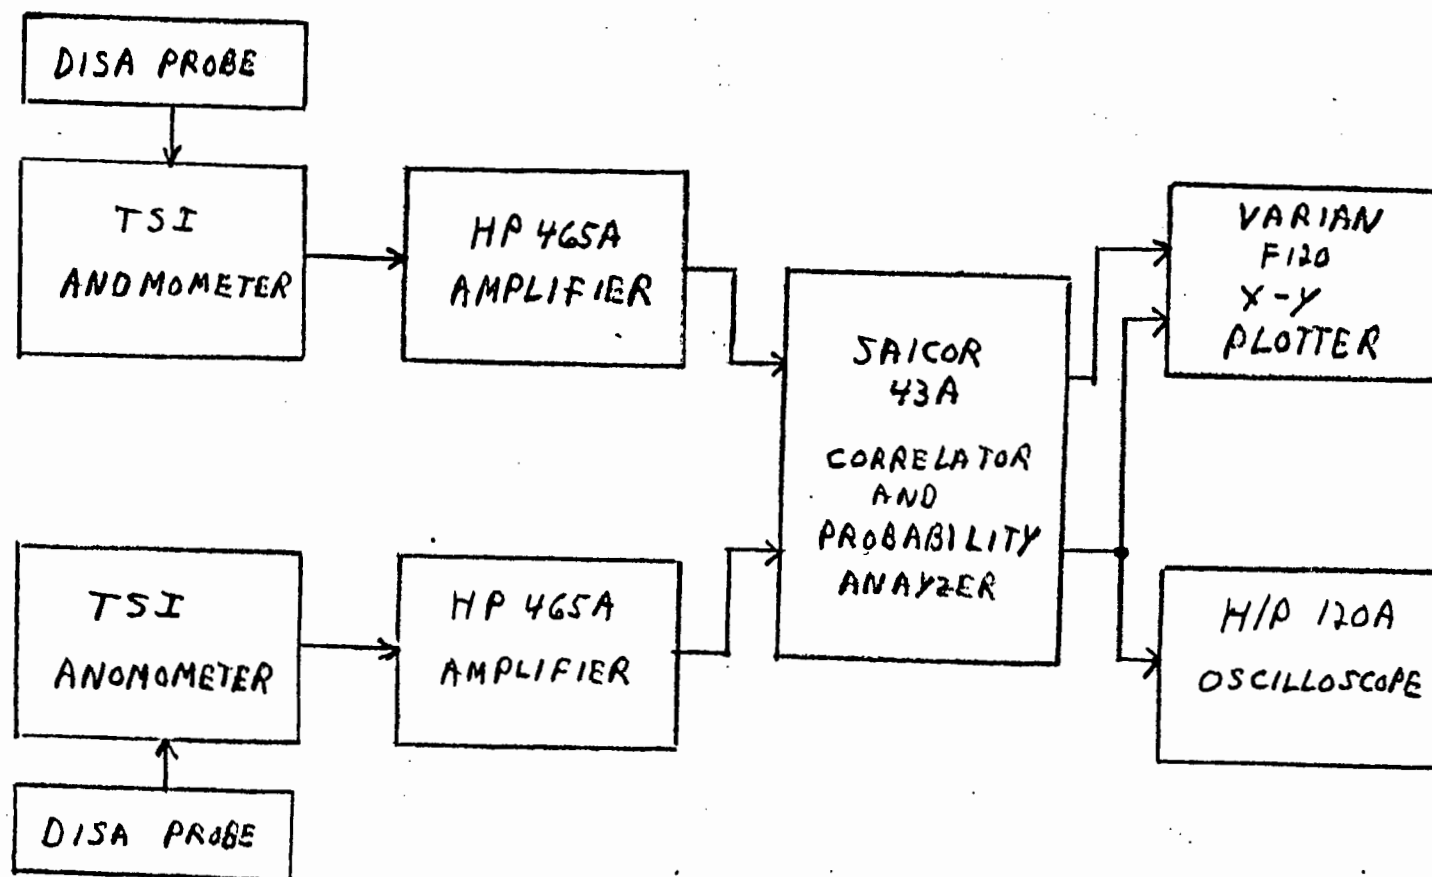 DISA PROBE
TSI
ANDMOMETER
HP 465A
AMPLIFIER
VARIAN
F120
X-Y
PLOTTER
SAICOR
43A
CORRELATOR
AND
PROBABILITY
ANAYZER
TSI
ANOMOMETER
HP 465A
AMPLIFIER
H/P 120A
OSCILLOSCOPE
DISA PROBE